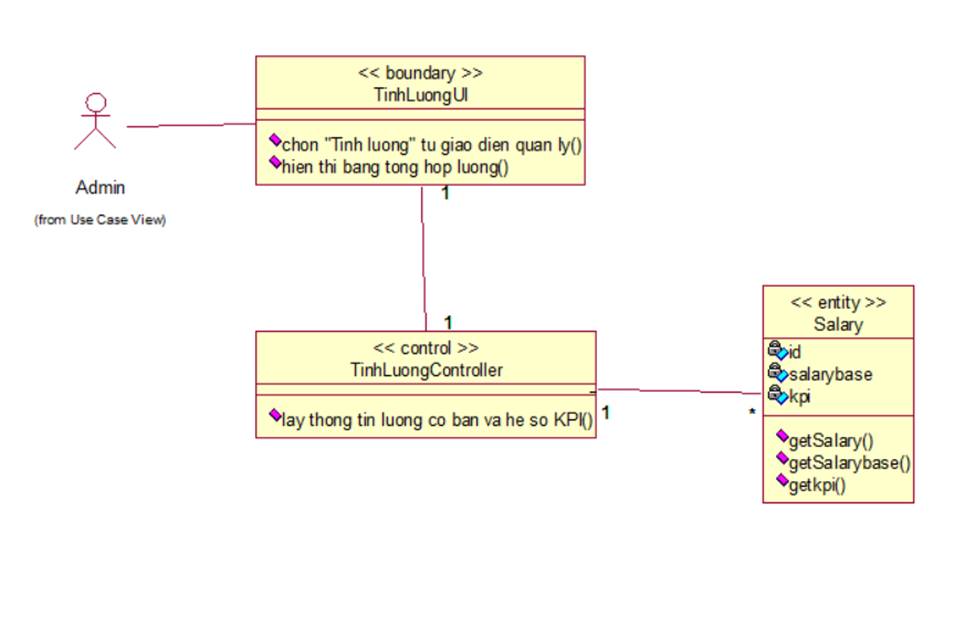 << boundary >>
TinhLuongUI
chon "Tinh luong" tu giao dien quan ly()
hien thi bang tong hop luong()
Admin
(from Use Case View)
1
1
<< control >>
TinhLuongController
lay thong tin luong co ban va he so KPI()
1
*
<< entity >>
Salary
id
salarybase
kpi
getSalary()
getSalarybase()
getkpi()